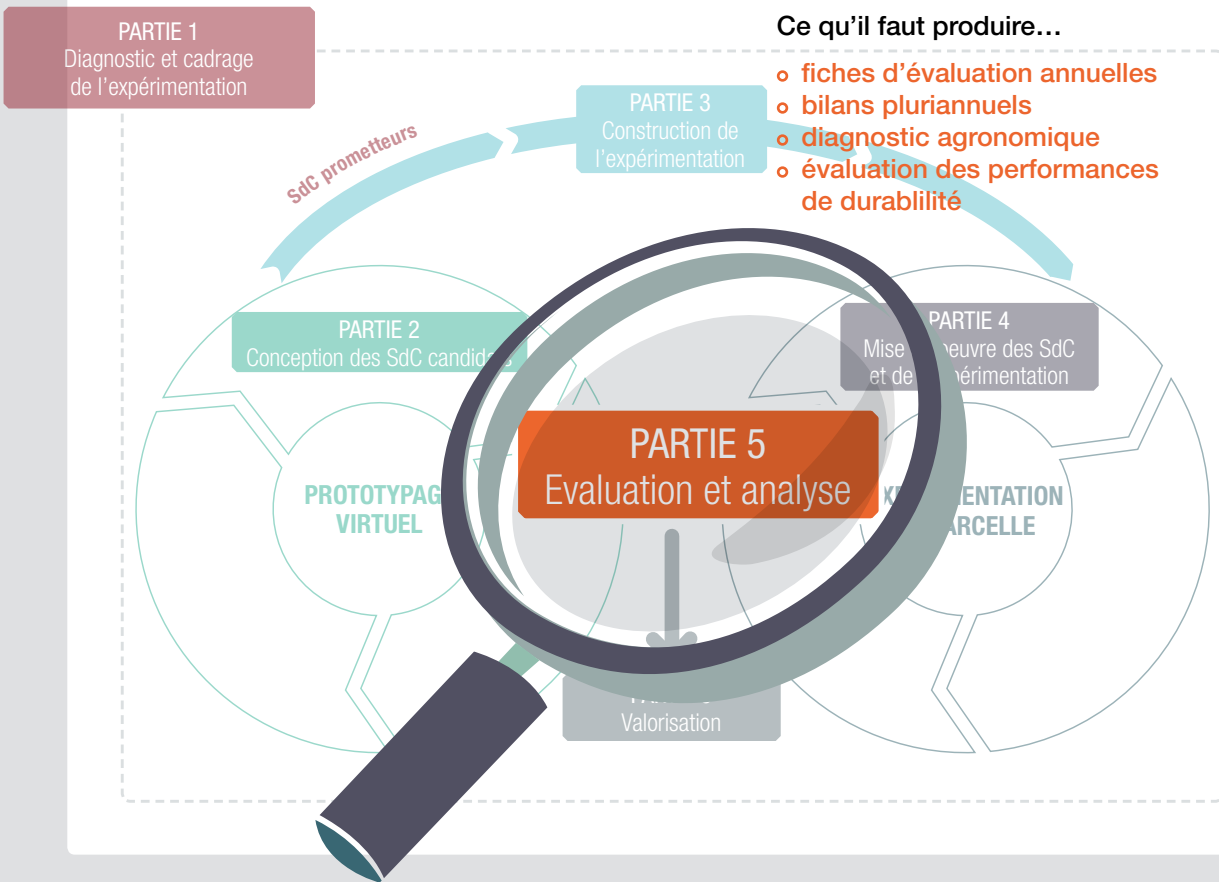 PARTIE 1
Diagnostic et cadrage
de l'expérimentation
Ce qu'il faut produire…
fiches d'évaluation annuelles
bilans pluriannuels
diagnostic agronomique
évaluation des performances
de durablilité
PARTIE 3
Construction de
l'expérimentation
SdC prometteurs
PARTIE 2
Conception des SdC candidats
PARTIE 4
Mise oeuvre des SdC
et de périmentation
PARTIE 5
Evaluation et analyse
PROTOTYPAG
VIRTUEL
ENTATION
ARCELLE
Valorisation